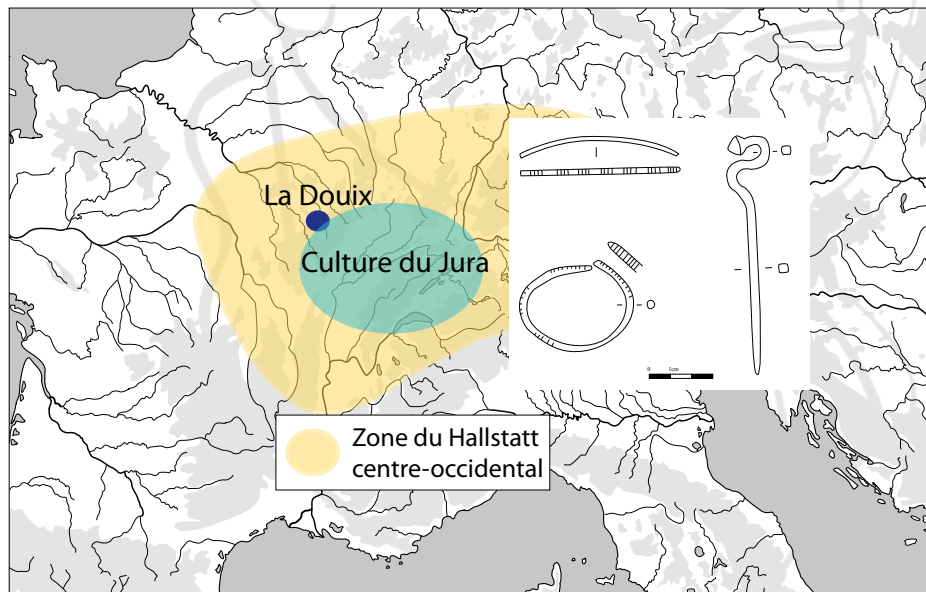 La Douix
Culture du Jura
0 1cm
Zone du Hallstatt
centre-occidental